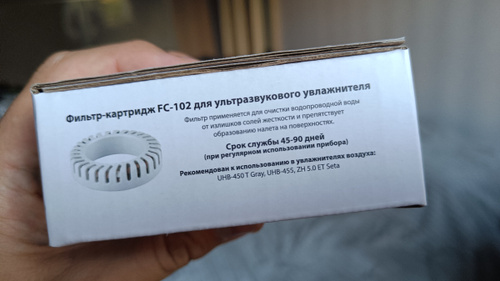 Фильтр-картридж FC-102 для ультразвукового увлажнителя
Фильтр применяется для очистки водопроводной воды
от излишков солей жесткости и препятствует
образованию налета на поверхностях.
Срок службы 45-90 дней
(при регулярном использовании прибора)
Рекомендован к использованию в увлажнителях воздуха:
UHB-450 T Gray, UHB-455, ZH 5.0 ET Seta